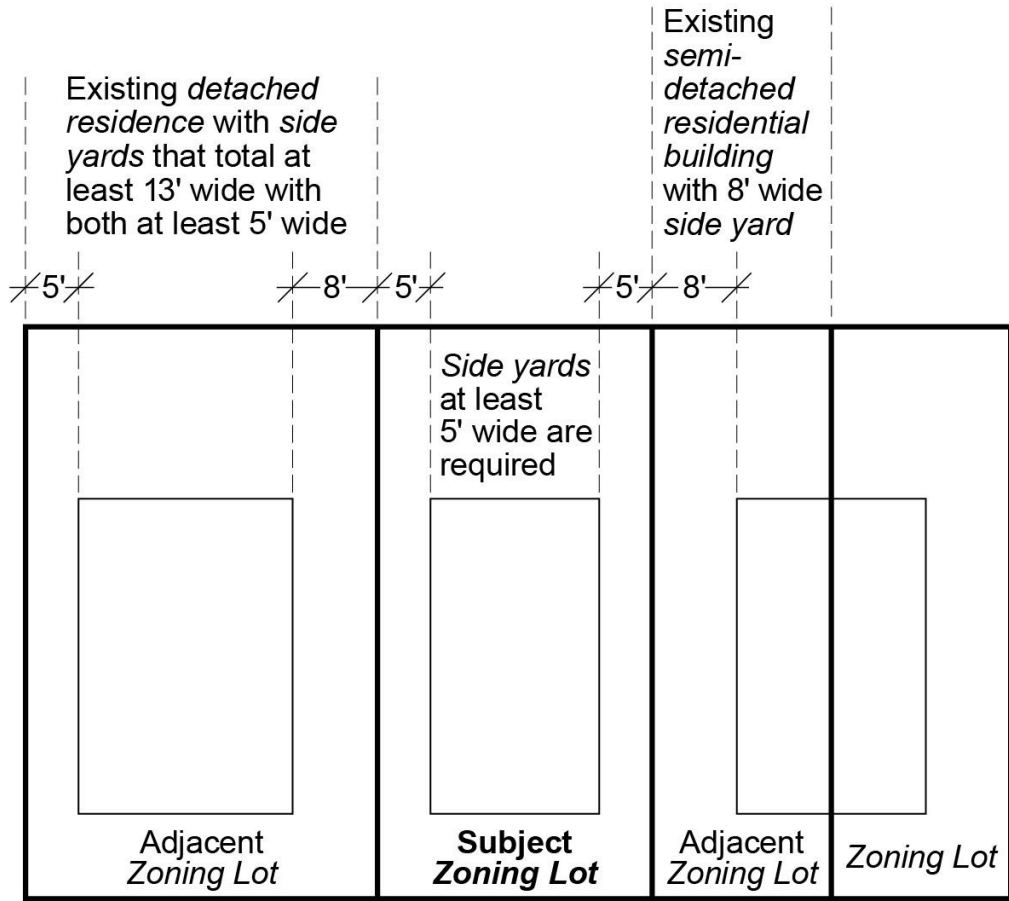 Existing detached
residence with side
yards that total at
least 13' wide with
both at least 5' wide
Existing
semi-
detached
residential
building
with 8' wide
side yard
5'
8'
5'
5'
8'
Side yards
at least
5' wide are
required
Adjacent
Zoning Lot
Subject
Zoning Lot
Adjacent
Zoning Lot
Zoning Lot